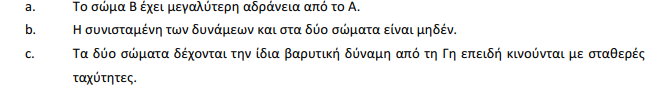 a. Το σώμα Β έχει μεγαλύτερη αδράνεια από το Α.
b. Η συνισταμένη των δυνάμεων και στα δύο σώματα είναι μηδέν.
c. Τα δύο σώματα δέχονται την ίδια βαρυτική δύναμη από τη Γη επειδή κινούνται με σταθερές
ταχύτητες.